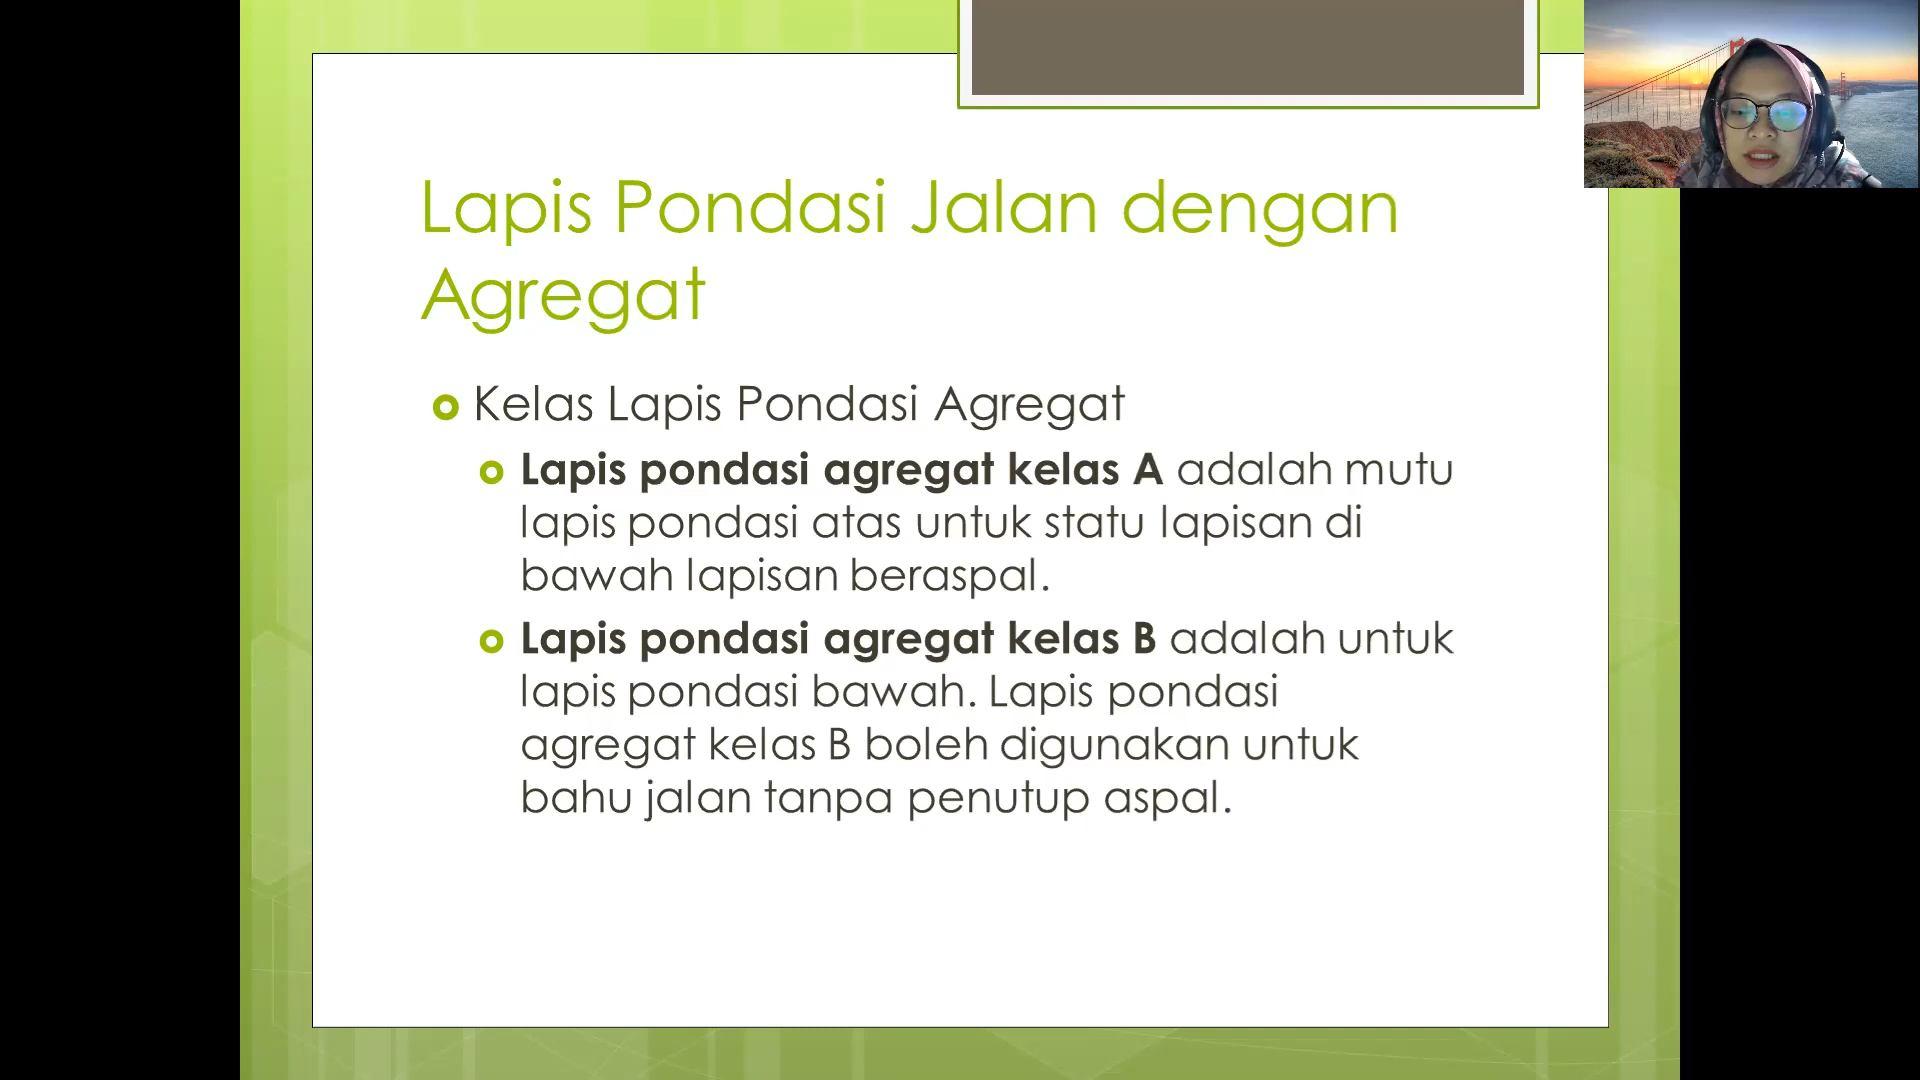 Lapis Pondasi Jalan dengan
Agregat
Kelas Lapis Pondasi Agregat
Lapis pondasi agregat kelas A adalah mutu
lapis pondasi atas untuk statu lapisan di
bawah lapisan beraspal.
Lapis pondasi agregat kelas B adalah untuk
lapis pondasi bawah. Lapis pondasi
agregat kelas B boleh digunakan untuk
bahu jalan tanpa penutup aspal.